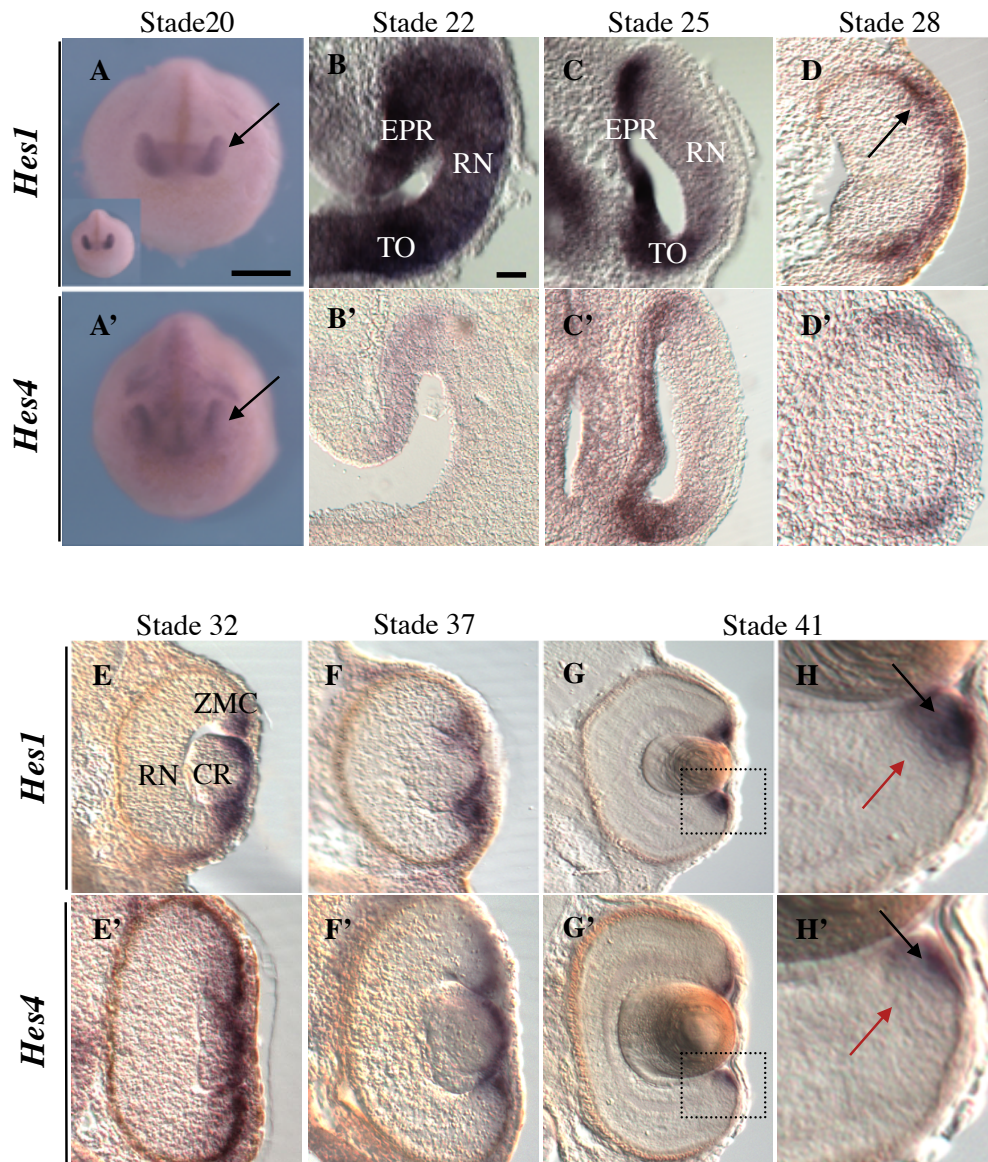 Stade20 Stade 22 Stade 25 Stade 28
Hes1
A B C D
EPR RN TO
EPR RN TO
Hes4
A’ B’ C’ D’
Stade 32 Stade 37 Stade 41
Hes1
E F G H
ZMC
RN CR
Hes4
E’ F’ G’ H’